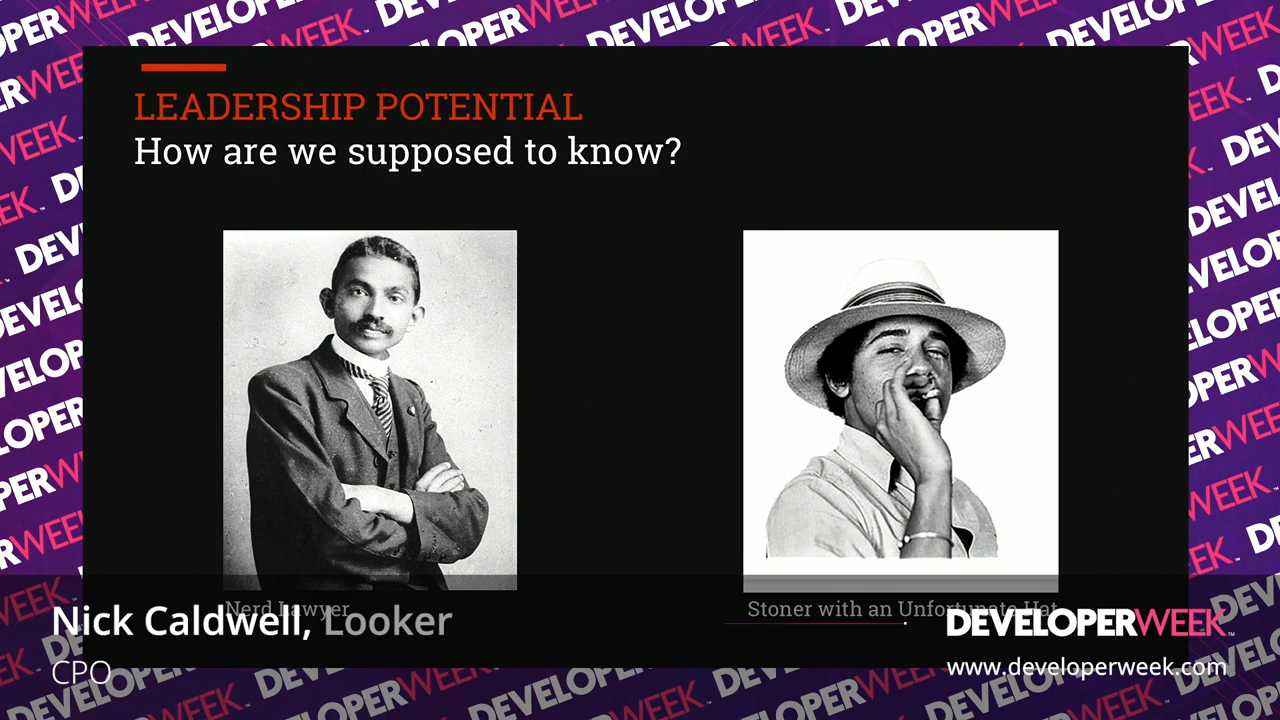 LEADERSHIP POTENTIAL
How are we supposed to know?
Nerd Lawyer
Stoner with an Unfortunate Hat
Nick Caldwell, Looker
CPO
DEVELOPERWEEK™
www.developerweek.com